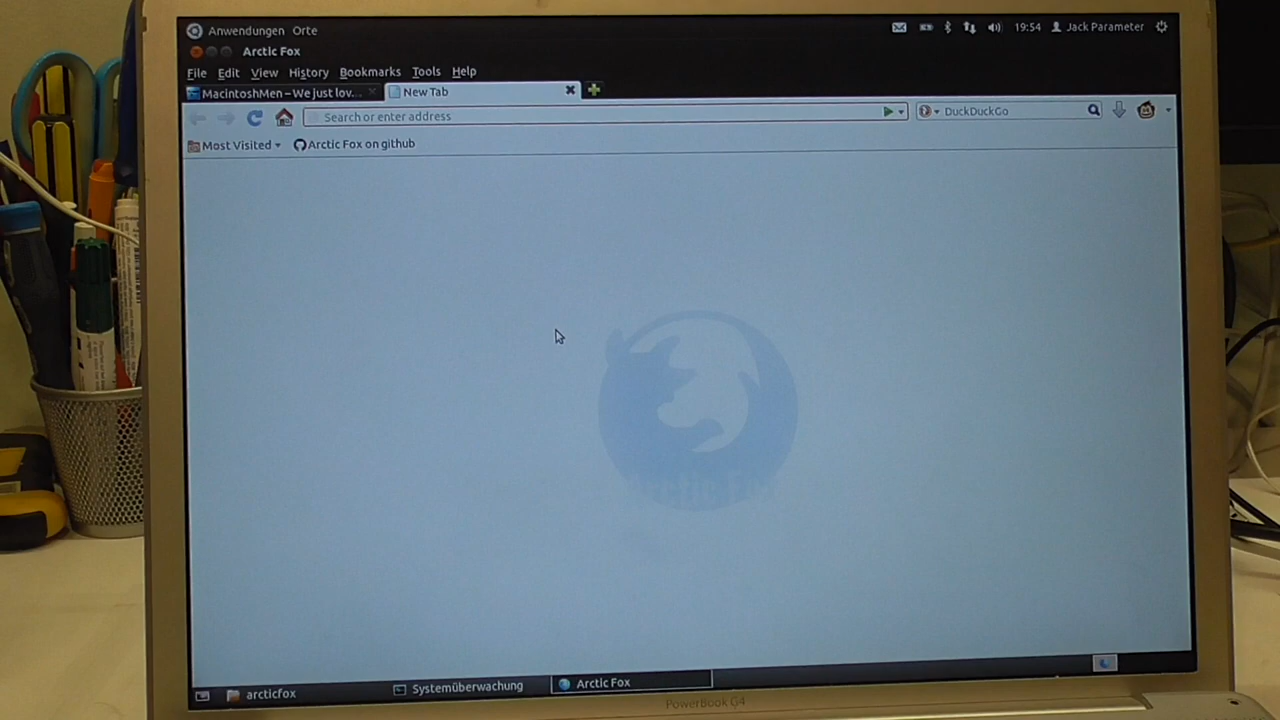 Anwendungen Orte 19:54 Jack Parameter
Arctic Fox
File Edit View History Bookmarks Tools Help
MacintoshMen – We just lov... New Tab
Search or enter address DuckDuckGo
Most Visited Arctic Fox on github
arcticfox Systemüberwachung Arctic Fox
PowerBook G4